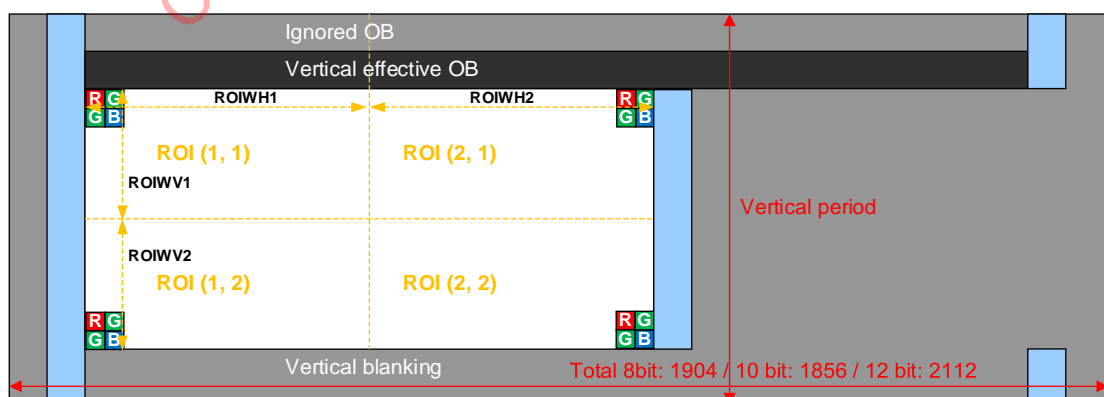 Ignored OB
Vertical effective OB
R G ROIWH1 ROIWH2 R G
G B G B
ROI (1, 1) ROI (2, 1)
ROIWV1
Vertical period
ROIWV2
ROI (1, 2) ROI (2, 2)
R G R G
G B G B
Vertical blanking Total 8bit: 1904 / 10 bit: 1856 / 12 bit: 2112